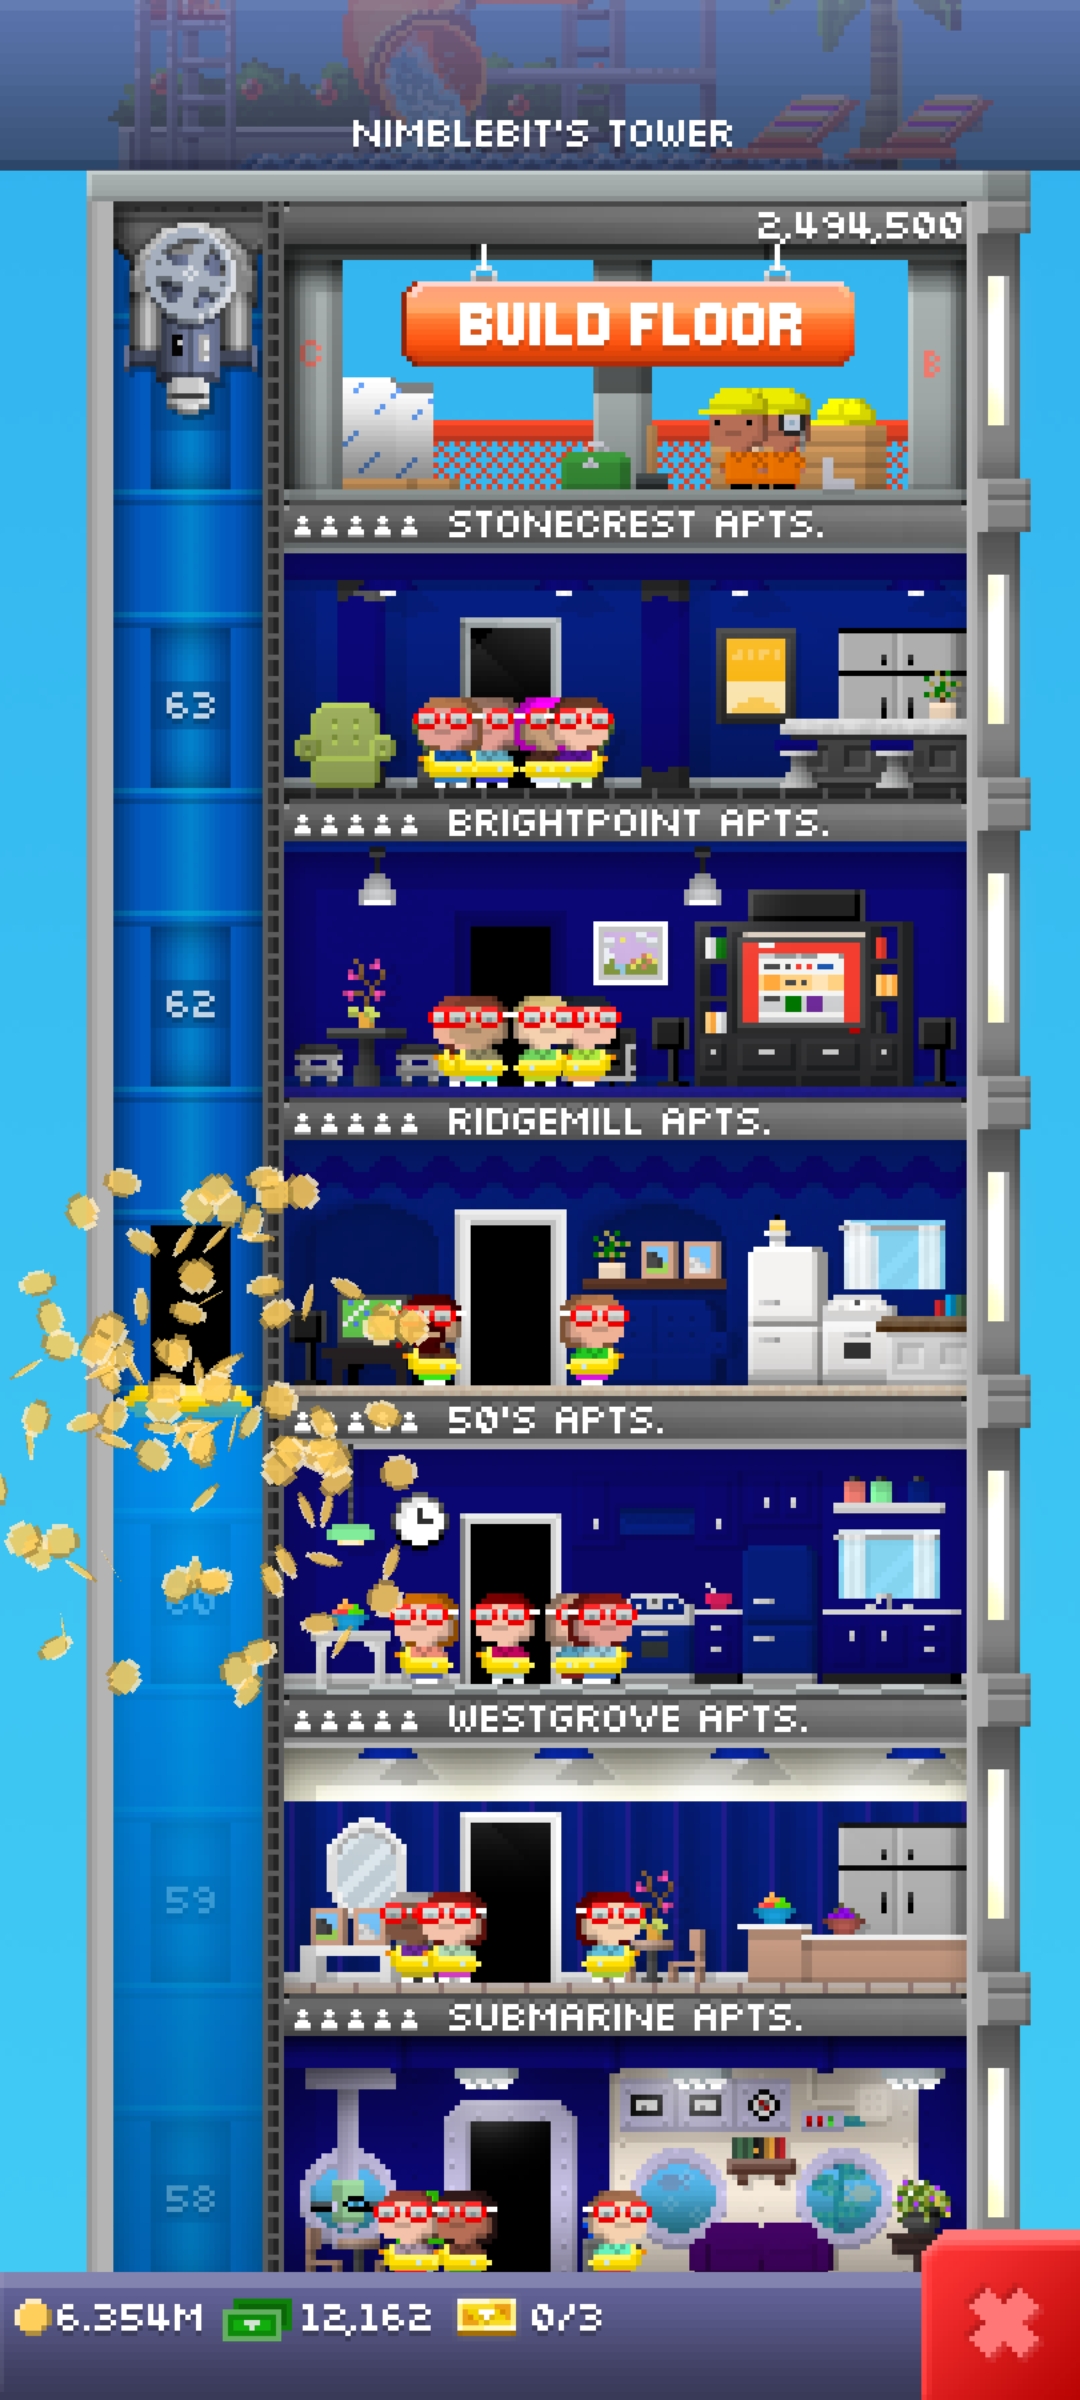 NIMBLEBIT'S TOWER
2,494,500
BUILD FLOOR
C
B
STONECREST APTS.
63
BRIGHTPOINT APTS.
62
RIDGEMILL APTS.
50'S APTS.
60
WESTGROVE APTS.
59
SUBMARINE APTS.
58
6.354M 12,162 0/3